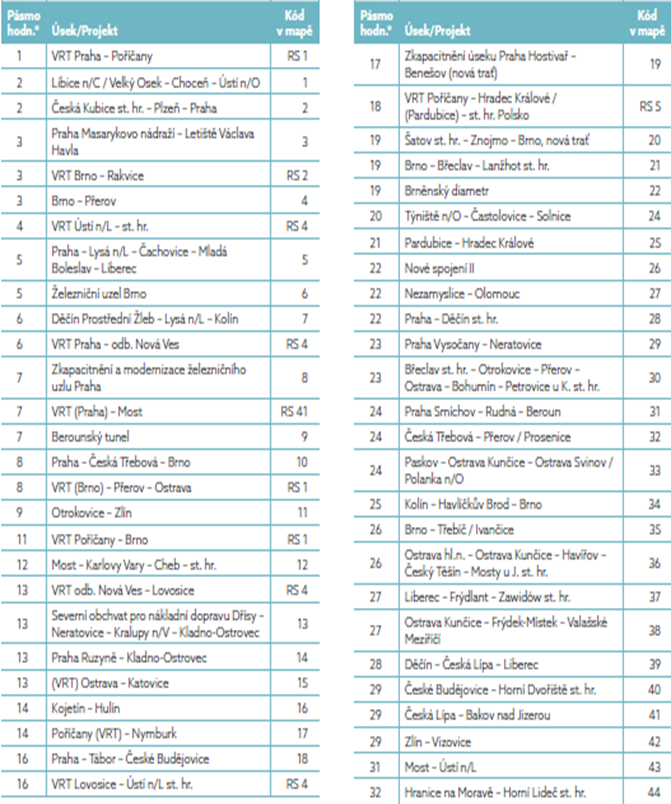 Pásmo hodn.* Úsek/Projekt Kód v mapě
1 VRT Praha – Poříčany RS 1
2 Libice n/C / Velký Osek – Choceň – Ústí n/O 1
2 Česká Kubice st. hr. – Plzeň – Praha 2
3 Praha Masarykovo nádraží – Letiště Václava
Havla 3
3 VRT Brno – Rakvice RS 2
3 Brno – Přerov 4
4 VRT Ústí n/L – st. hr. RS 4
5 Praha – Lysá n/L – Čachovice – Mladá
Boleslav – Liberec 5
5 Železniční uzel Brno 6
6 Děčín Prostřední Žleb – Lysá n/L – Kolín 7
6 VRT Praha – odb. Nová Ves RS 4
7 Zkapacitnění a modernizace železničního
uzlu Praha 8
7 VRT (Praha) – Most RS 41
7 Berounský tunel 9
8 Praha – Česká Třebová – Brno 10
8 VRT (Brno) – Přerov – Ostrava RS 1
9 Otrokovice – Zlín 11
11 VRT Poříčany – Brno RS 1
12 Most – Karlovy Vary – Cheb – st. hr. 12
13 VRT odb. Nová Ves – Lovosice RS 4
13 Severní obchvat pro nákladní dopravu Dřísy –
Neratovice – Kralupy n/V – Kladno-Ostrovec 13
13 Praha Ruzyně – Kladno-Ostrovec 14
13 (VRT) Ostrava – Katovice 15
14 Kojetín – Hulín 16
14 Poříčany (VRT) – Nymburk 17
16 Praha – Tábor – České Budějovice 18
16 VRT Lovosice – Ústí n/L st. hr. RS 4
Pásmo hodn.* Úsek/Projekt Kód v mapě
17 Zkapacitnění úseku Praha Hostivař –
Benešov (nová trať) 19
18 VRT Poříčany – Hradec Králové /
(Pardubice) – st. hr. Polsko RS 5
19 Šatov st. hr. – Znojmo – Brno, nová trať 20
19 Brno – Břeclav – Lanžhot st. hr. 21
19 Brněnský diametr 22
20 Týniště n/O – Častolovice – Solnice 24
21 Pardubice – Hradec Králové 25
22 Nové spojení II 26
22 Nezamyslice – Olomouc 27
22 Praha – Děčín st. hr. 28
23 Praha Vysočany – Neratovice 29
23 Břeclav st. hr. – Otrokovice – Přerov –
Ostrava – Bohumín – Petrovice u K. st. hr. 30
24 Praha Smíchov – Rudná – Beroun 31
24 Česká Třebová – Přerov / Prosenice 32
24 Paskov – Ostrava Kunčice – Ostrava Svinov /
Polanka n/O 33
25 Kolín – Havlíčkův Brod – Brno 34
26 Brno – Třebíč / Ivančice 35
26 Ostrava hl.n. – Ostrava Kunčice – Havířov –
Český Těšín – Mosty u J. st. hr. 36
27 Liberec – Frýdlant – Zawidów st. hr. 37
27 Ostrava Kunčice – Frýdek-Místek – Valašské
Meziříčí 38
28 Děčín – Česká Lípa – Liberec 39
29 České Budějovice – Horní Dvořiště st. hr. 40
29 Česká Lípa – Bakov nad Jizerou 41
29 Zlín – Vizovice 42
31 Most – Ústí n/L 43
32 Hranice na Moravě – Horní Lideč st. hr. 44